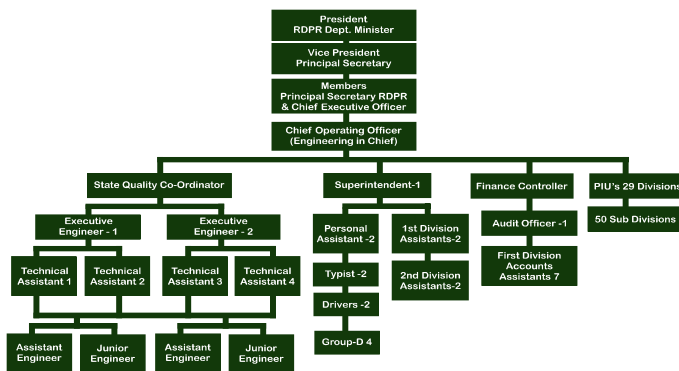 President
RDPR Dept. Minister
Vice President
Principal Secretary
Members
Principal Secretary RDPR
& Chief Executive Officer
Chief Operating Officer
(Engineering in Chief)
State Quality Co-Ordinator
Superintendent-1
Finance Controller
PIU's 29 Divisions
Executive
Engineer - 1
Executive
Engineer - 2
Personal
Assistant -2
1st Division
Assistants-2
Audit Officer -1
50 Sub Divisions
Technical
Assistant 1
Technical
Assistant 2
Technical
Assistant 3
Technical
Assistant 4
Typist -2
2nd Division
Assistants-2
First Division
Accounts
Assistants 7
Drivers -2
Group-D 4
Assistant
Engineer
Junior
Engineer
Assistant
Engineer
Junior
Engineer